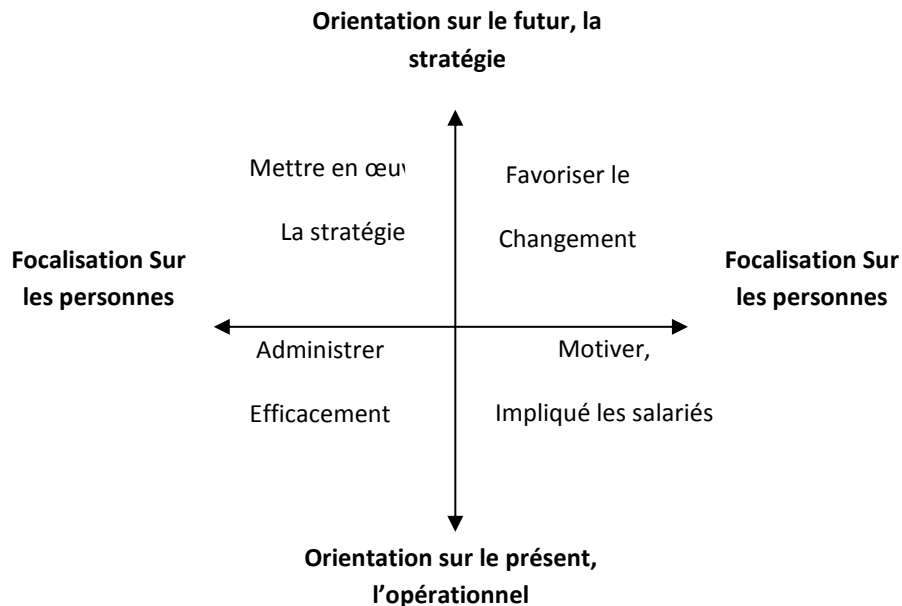 Orientation sur le futur, la
stratégie
Mettre en œuv
La stratégie
Favoriser le
Changement
Focalisation Sur
les personnes
Focalisation Sur
les personnes
Administrer
Efficacement
Motiver,
Impliqué les salariés
Orientation sur le présent,
l’opérationnel